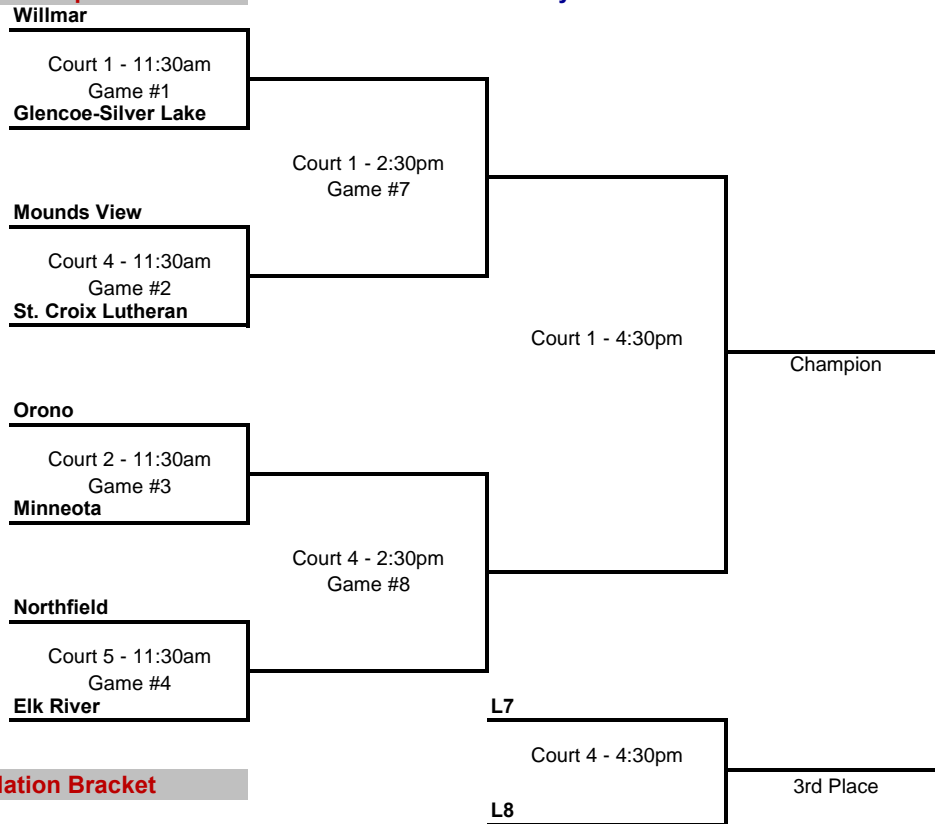 Willmar
Court 1 - 11:30am
Game #1
Glencoe-Silver Lake
Court 1 - 2:30pm
Game #7
Mounds View
Court 4 - 11:30am
Game #2
St. Croix Lutheran
Court 1 - 4:30pm
Champion
Orono
Court 2 - 11:30am
Game #3
Minneota
Court 4 - 2:30pm
Game #8
Northfield
Court 5 - 11:30am
Game #4
Elk River
L7
Court 4 - 4:30pm
lation Bracket
3rd Place
L8